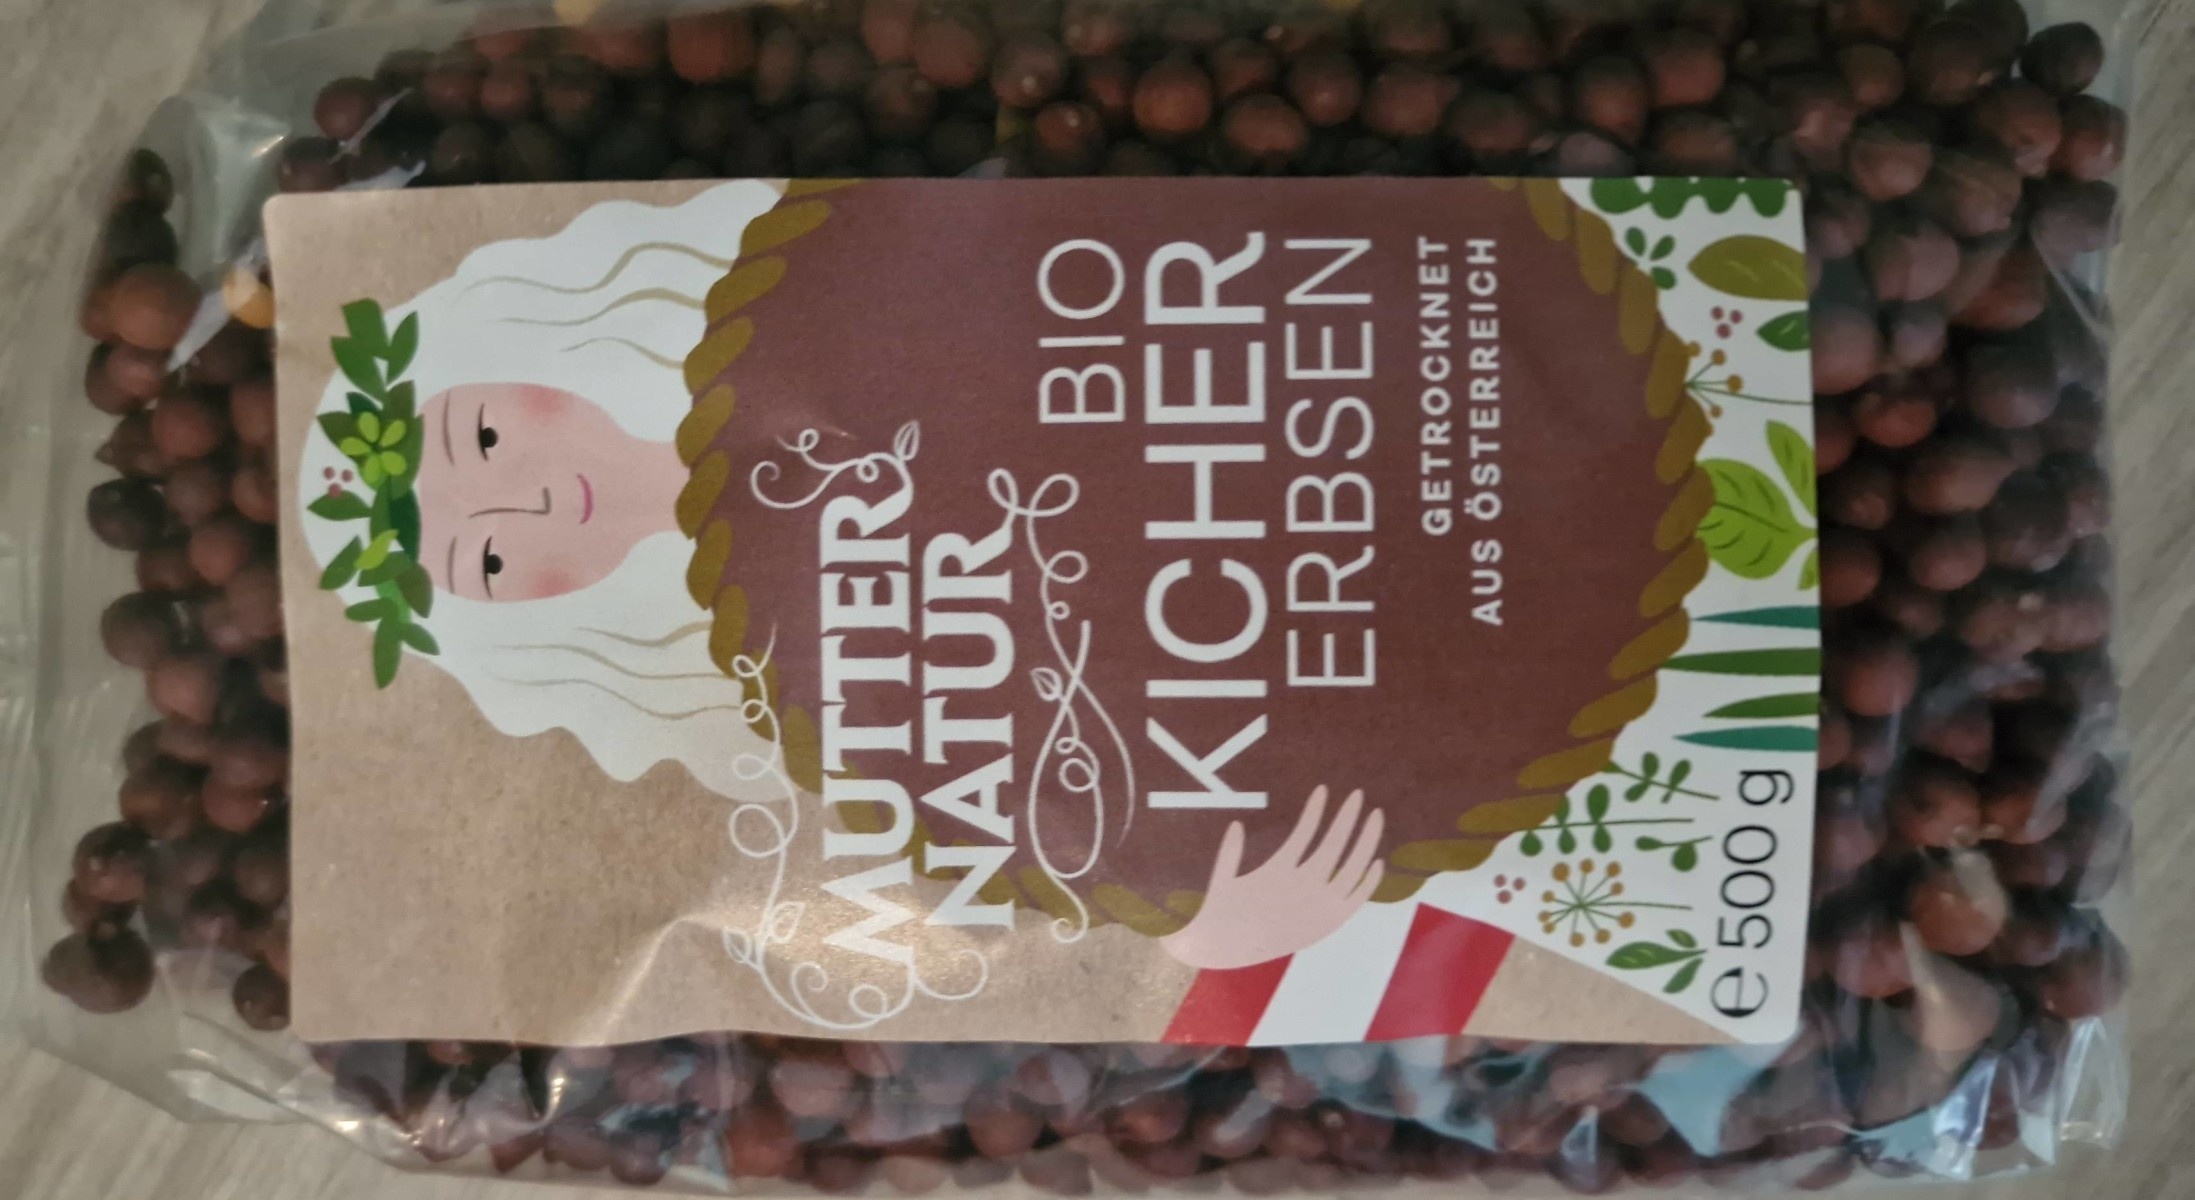 MUTTER
NATUR
BIO
KICHER
ERBSEN
GETROCKNET
AUS ÖSTERREICH
℮ 500 g